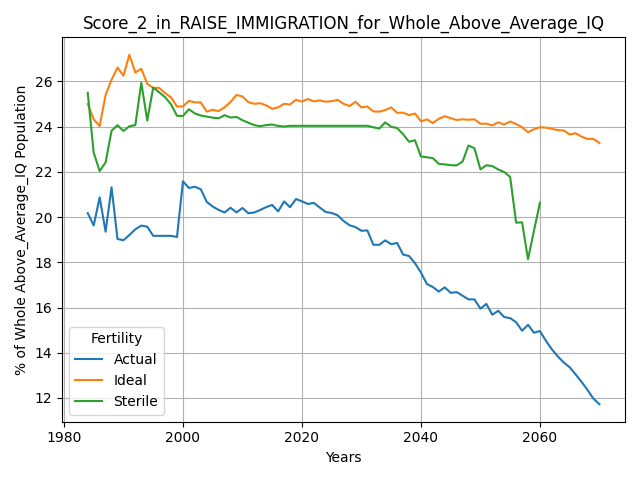 Score_2_in_RAISE_IMMIGRATION_for_Whole_Above_Average_IQ
% of Whole Above_Average_IQ Population
26
24
22
20
18
16
14
12
Fertility
Actual
Ideal
Sterile
1980 2000 2020 2040 2060
Years